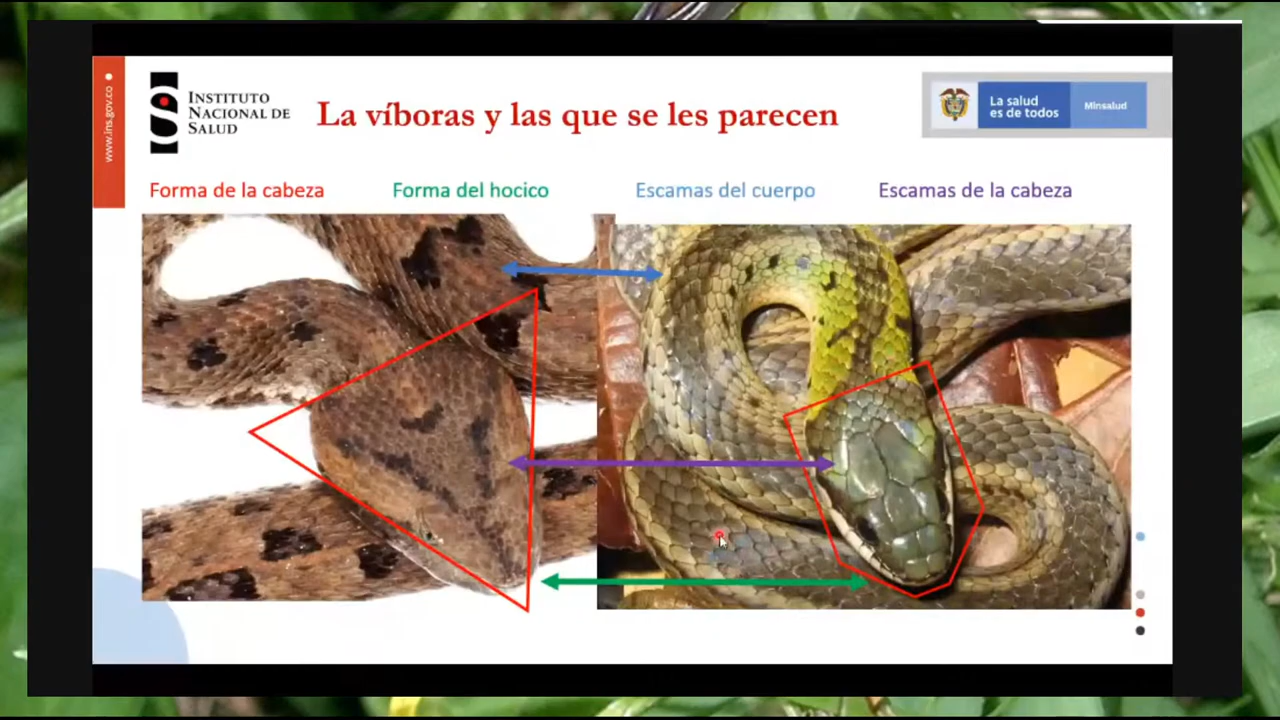 www.ins.gov.co
INSTITUTO
NACIONAL DE
SALUD
La víboras y las que se les parecen
La salud
es de todos
Minsalud
Forma de la cabeza
Forma del hocico
Escamas del cuerpo
Escamas de la cabeza